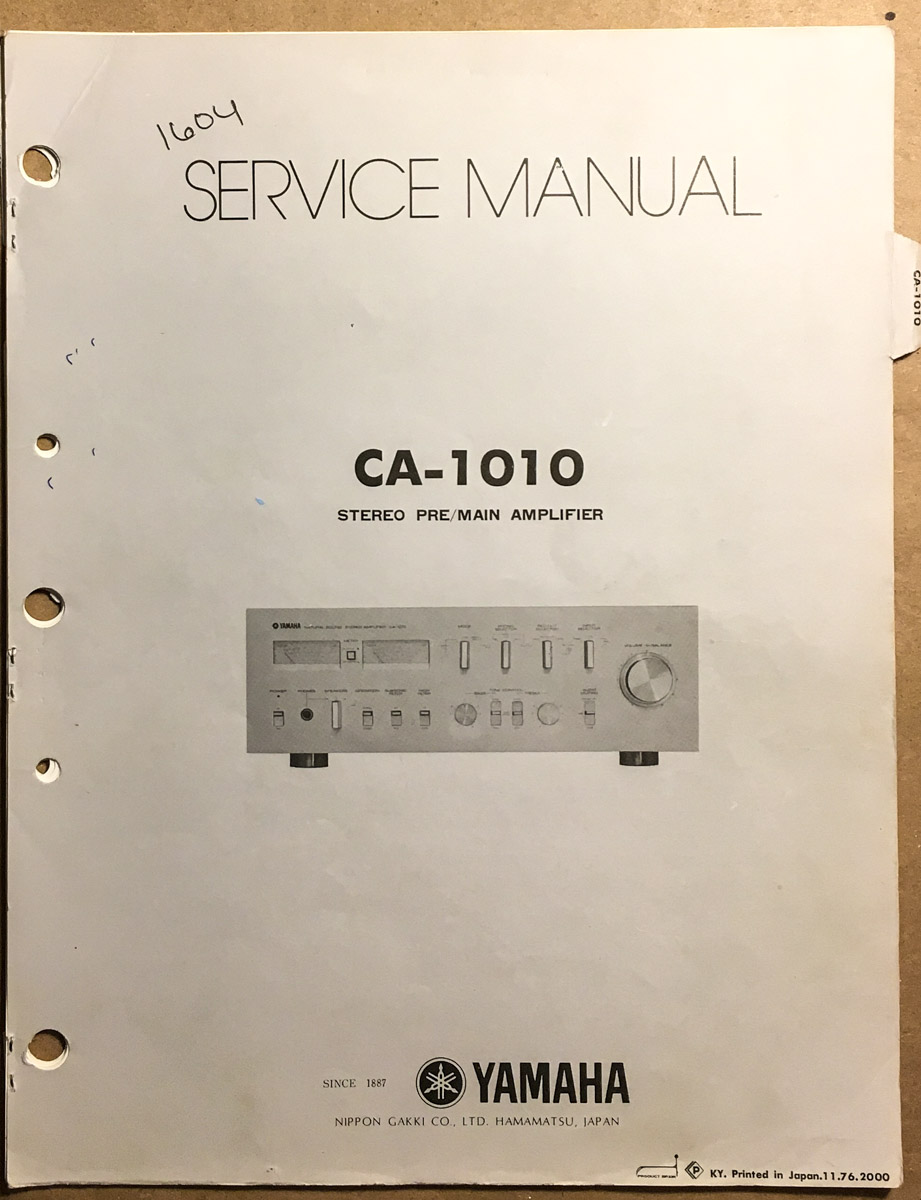 1604
SERVICE MANUAL
CA-1010
CA-1010
STEREO PRE/MAIN AMPLIFIER
YAMAHA
SINCE 1887
YAMAHA
NIPPON GAKKI CO., LTD. HAMAMATSU, JAPAN
P KY. Printed in Japan.11.76.2000